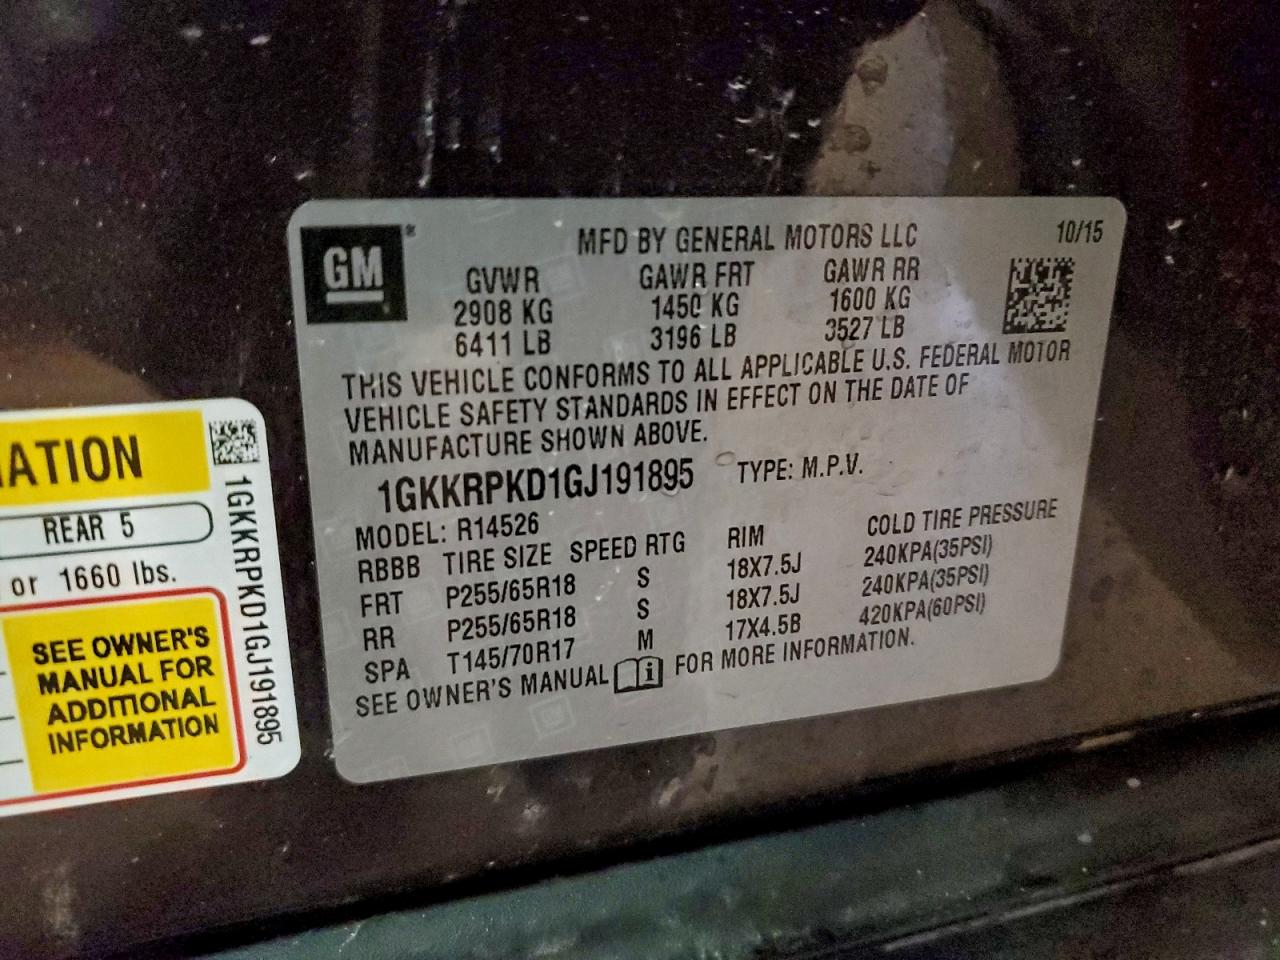 GM
MFD BY GENERAL MOTORS LLC
10/15
GVWR GAWR FRT GAWR RR
2908 KG 1450 KG 1600 KG
6411 LB 3196 LB 3527 LB
THIS VEHICLE CONFORMS TO ALL APPLICABLE U.S. FEDERAL MOTOR
VEHICLE SAFETY STANDARDS IN EFFECT ON THE DATE OF
MANUFACTURE SHOWN ABOVE.
1GKKRPKD1GJ191895 TYPE: M.P.V.
MODEL: R14526
RBBB TIRE SIZE SPEED RTG RIM COLD TIRE PRESSURE
FRT P255/65R18 S 18X7.5J 240KPA(35PSI)
RR P255/65R18 S 18X7.5J 240KPA(35PSI)
SPA T145/70R17 M 17X4.5B 420KPA(60PSI)
SEE OWNER'S MANUAL FOR MORE INFORMATION.
ATION
REAR 5
or 1660 lbs.
SEE OWNER'S
MANUAL FOR
ADDITIONAL
INFORMATION
1GKKRPKD1GJ191895